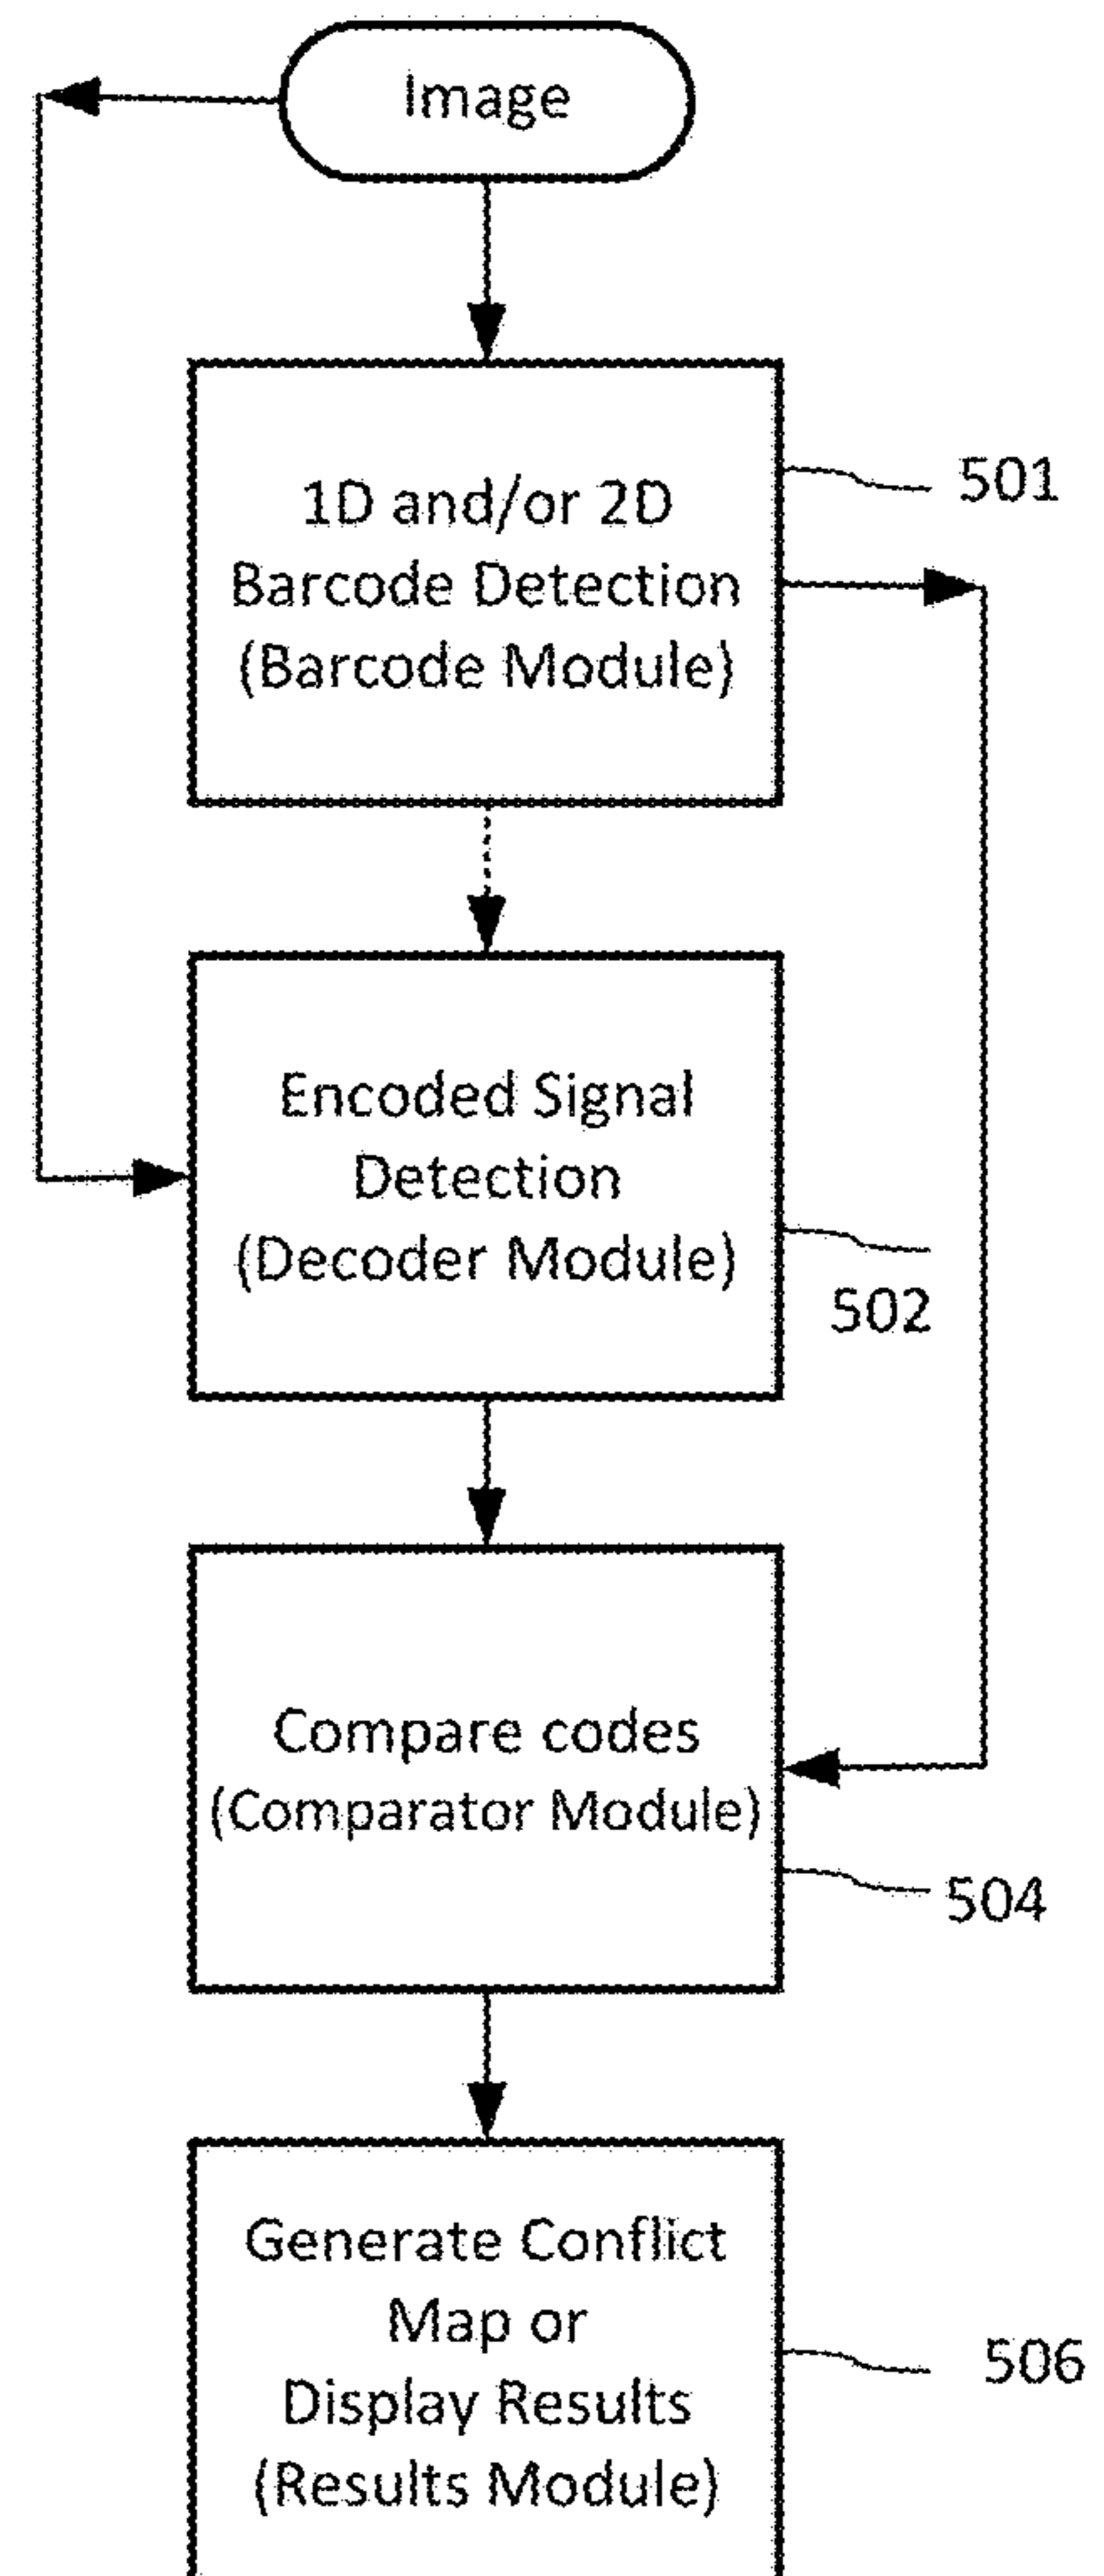 Image
1D and/or 2D
Barcode Detection
(Barcode Module)
501
Encoded Signal
Detection
(Decoder Module)
502
Compare codes
(Comparator Module)
504
Generate Conflict
Map or
Display Results
(Results Module)
506